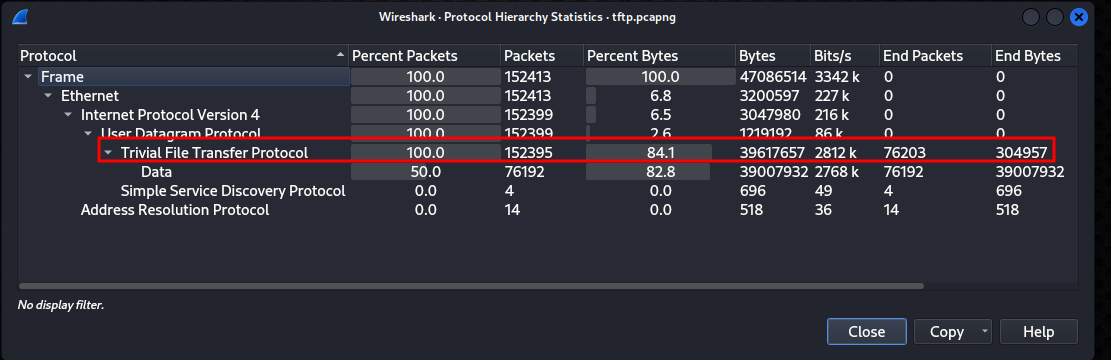 Wireshark · Protocol Hierarchy Statistics · tftp.pcapng
Protocol Percent Packets Packets Percent Bytes Bytes Bits/s End Packets End Bytes
Frame 100.0 152413 100.0 47086514 3342 k 0 0
Ethernet 100.0 152413 6.8 3200597 227 k 0 0
Internet Protocol Version 4 100.0 152399 6.5 3047980 216 k 0 0
User Datagram Protocol 100.0 152399 2.6 1219192 86 k 0 0
Trivial File Transfer Protocol 100.0 152395 84.1 39617657 2812 k 76203 304957
Data 50.0 76192 82.8 39007932 2768 k 76192 39007932
Simple Service Discovery Protocol 0.0 4 0.0 696 49 4 696
Address Resolution Protocol 0.0 14 0.0 518 36 14 518
No display filter.
Close Copy Help